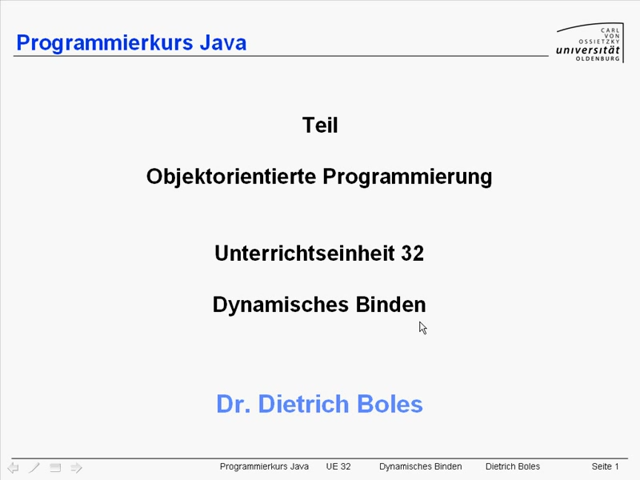 Programmierkurs Java
CARL
VON
OSSIETZKY
universität
OLDENBURG
Teil
Objektorientierte Programmierung
Unterrichtseinheit 32
Dynamisches Binden
Dr. Dietrich Boles
Programmierkurs Java UE 32 Dynamisches Binden Dietrich Boles Seite 1